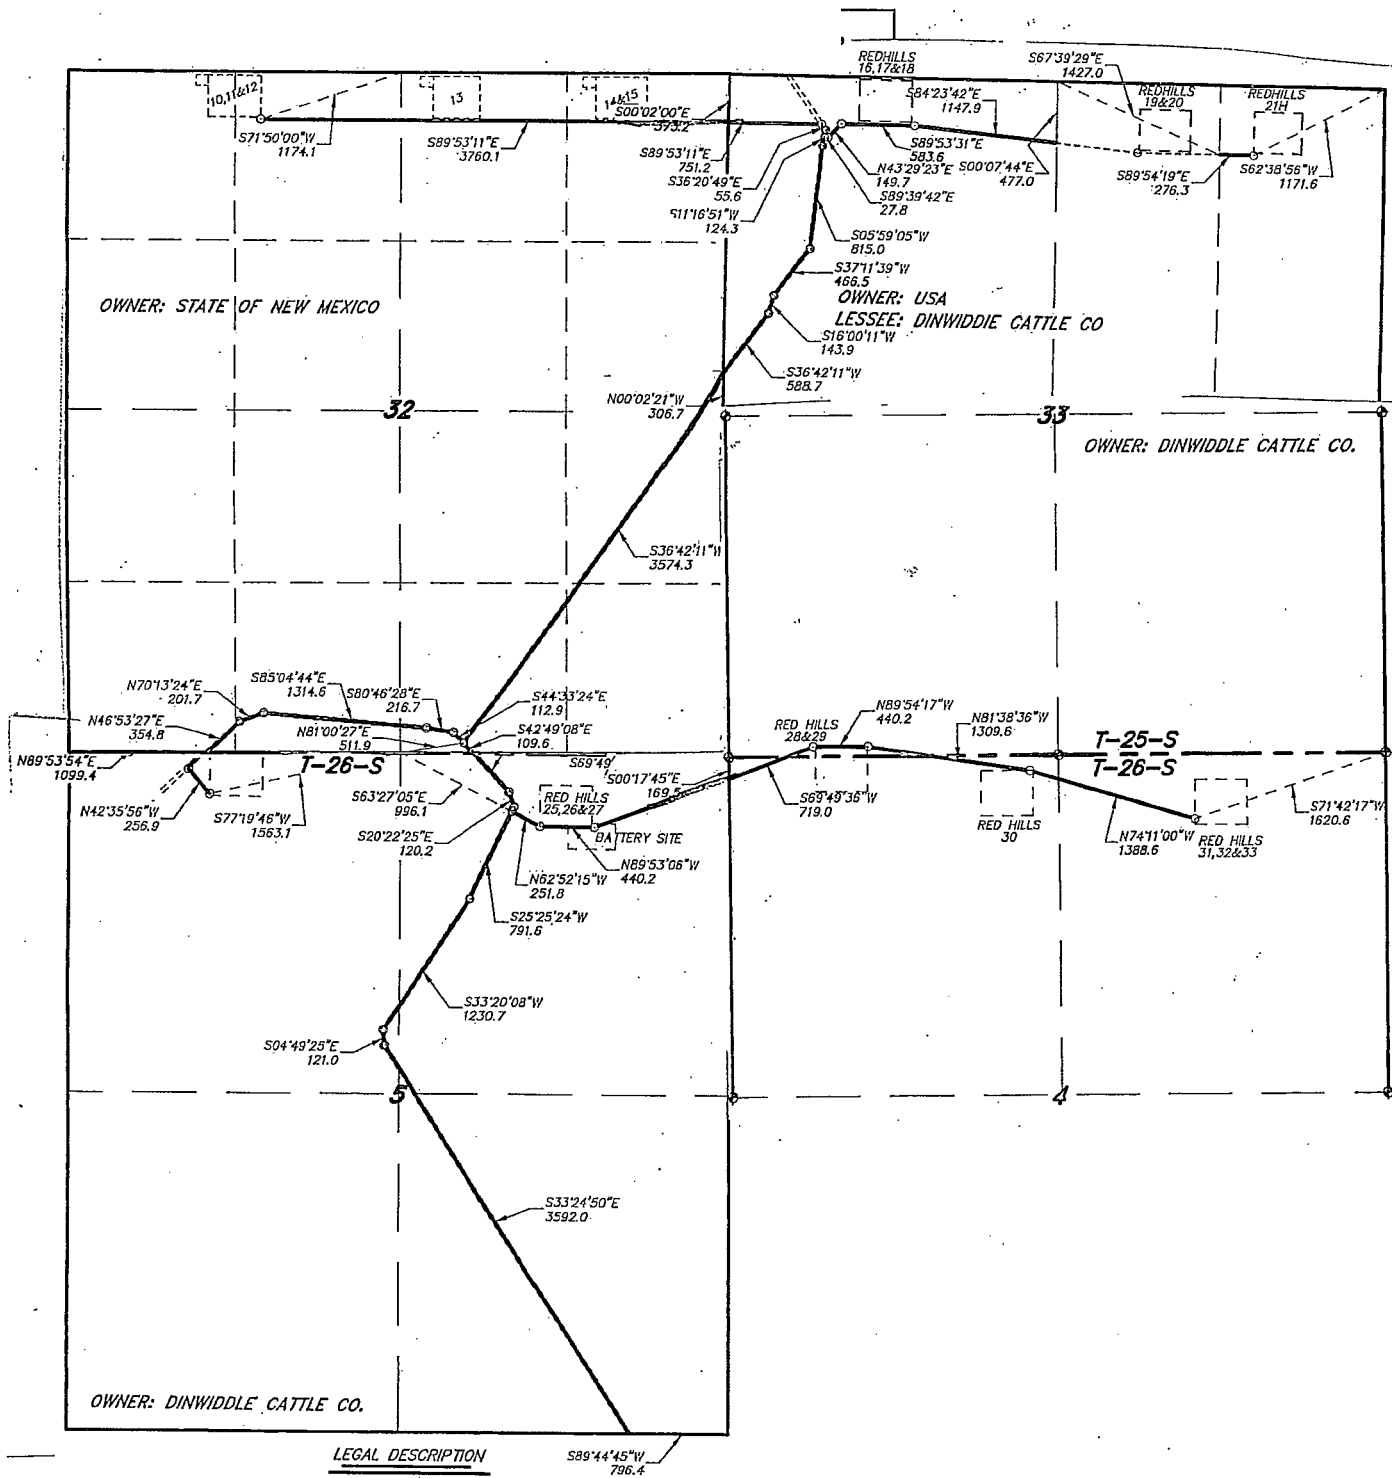 REDHILLS
16,17&18
S67°39'29"E
1427.0
10,11&12
13
14&15
S00°02'00"E
373.2
S84°23'42"E
1147.9
REDHILLS
19&20
REDHILLS
21H
S71°50'00"W
1174.1
S89°53'11"E
3760.1
S89°53'11"E
751.2
S36°20'49"E
55.6
S11°16'51"W
124.3
S89°53'31"E
583.6
N43°29'23"E
149.7
S00°07'44"E
477.0
S89°39'42"E
27.8
S89°54'19"E
276.3
S62°38'56"W
1171.6
S05°59'05"W
815.0
S37°11'39"W
466.5
OWNER: STATE OF NEW MEXICO
OWNER: USA
LESSEE: DINWIDDIE CATTLE CO
S16°00'11"W
143.9
S36°42'11"W
588.7
N00°02'21"W
306.7
32
33
OWNER: DINWIDDLE CATTLE CO.
S36°42'11"W
3574.3
N70°13'24"E
201.7
S85°04'44"E
1314.6
S80°46'28"E
216.7
S44°33'24"E
112.9
N46°53'27"E
354.8
N81°00'27"E
511.9
S42°49'08"E
109.6
RED HILLS
28&29
N89°54'17"W
440.2
N81°38'36"W
1309.6
N89°53'54"E
1099.4
T-26-S
S69°49'
T-25-S
T-26-S
S00°17'45"E
169.5
N42°35'56"W
256.9
S77°19'46"W
1563.1
S63°27'05"E
996.1
S20°22'25"E
120.2
RED HILLS
25,26&27
BATTERY SITE
S69°49'36"W
719.0
RED HILLS
30
N74°11'00"W
1388.6
RED HILLS
31,32&33
S71°42'17"W
1620.6
N62°52'15"W
251.8
N89°53'06"W
440.2
S25°25'24"W
791.6
S33°20'08"W
1230.7
S04°49'25"E
121.0
5
4
S33°24'50"E
3592.0
OWNER: DINWIDDLE CATTLE CO.
LEGAL DESCRIPTION
S89°44'45"W
796.4